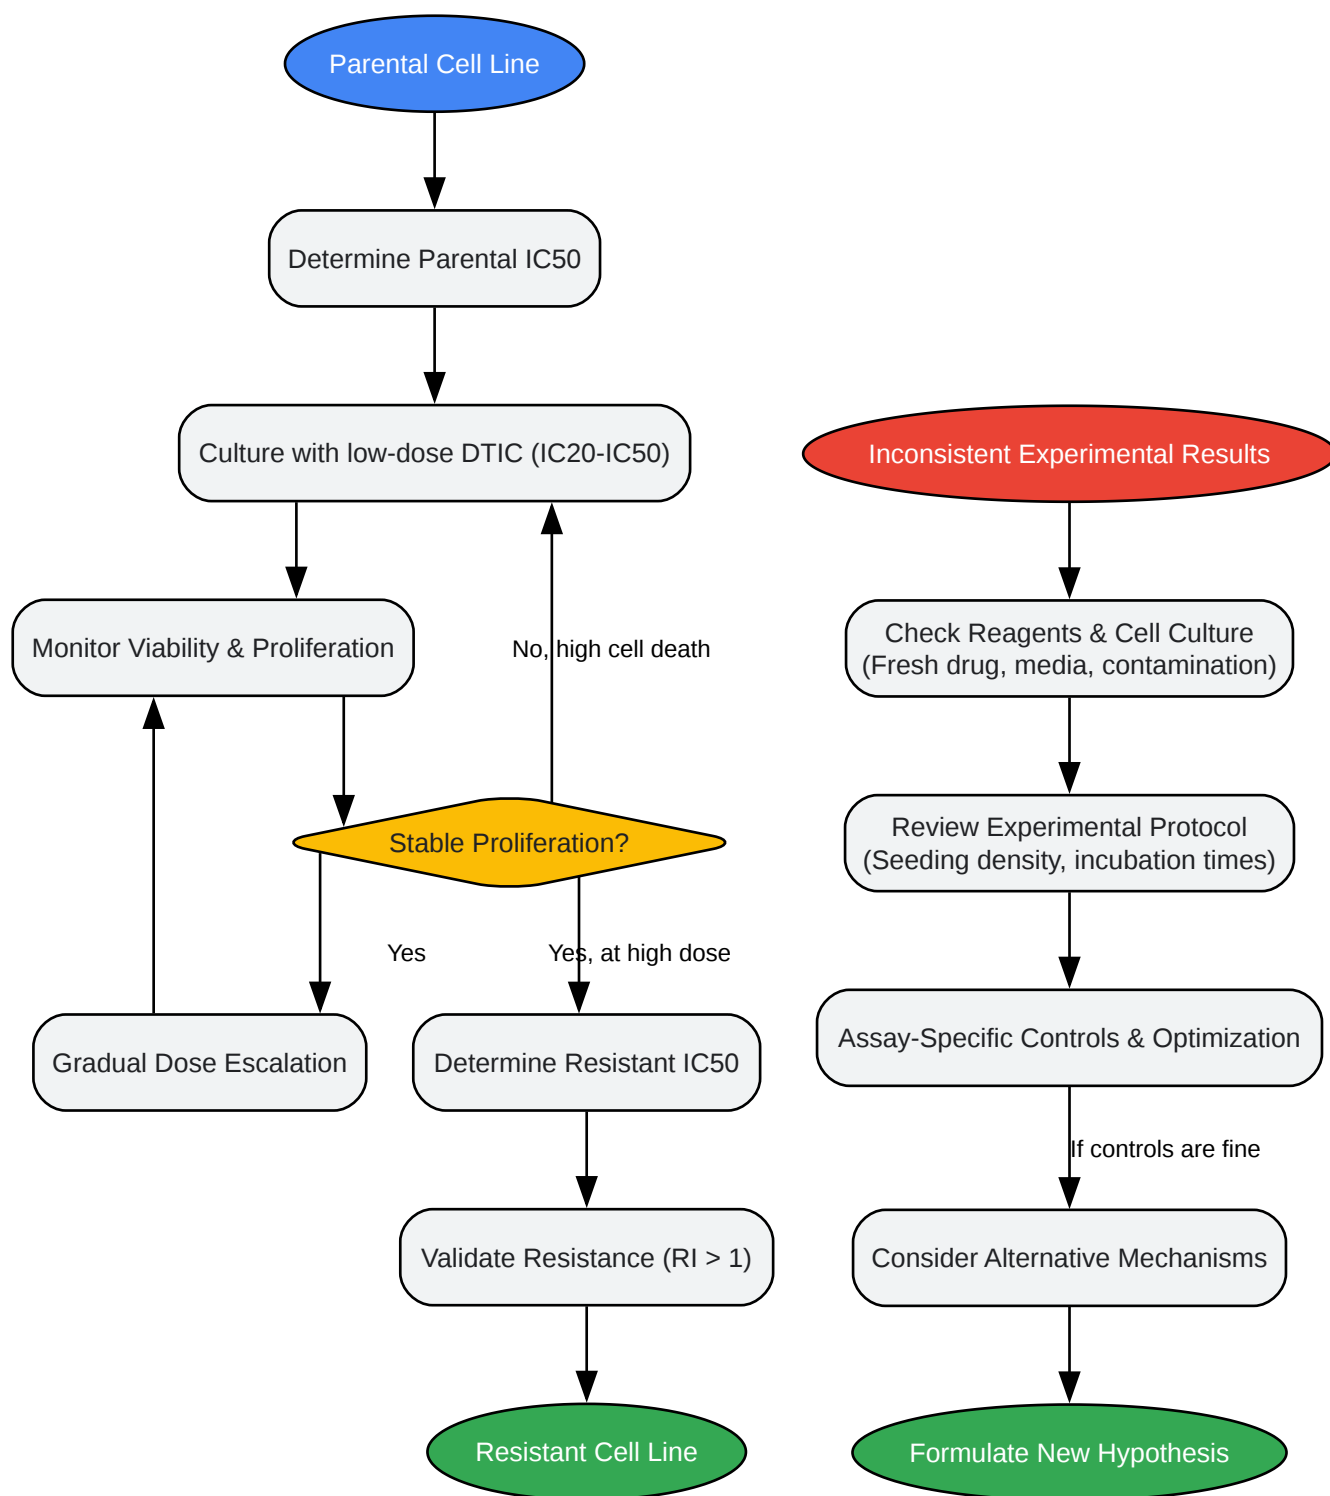 Parental Cell Line
Determine Parental IC50
Culture with low-dose DTIC (IC20-IC50)
Monitor Viability & Proliferation
No, high cell death
Stable Proliferation?
Yes
Yes, at high dose
Gradual Dose Escalation
Determine Resistant IC50
Validate Resistance (RI > 1)
Resistant Cell Line
Inconsistent Experimental Results
Check Reagents & Cell Culture
(Fresh drug, media, contamination)
Review Experimental Protocol
(Seeding density, incubation times)
Assay-Specific Controls & Optimization
If controls are fine
Consider Alternative Mechanisms
Formulate New Hypothesis